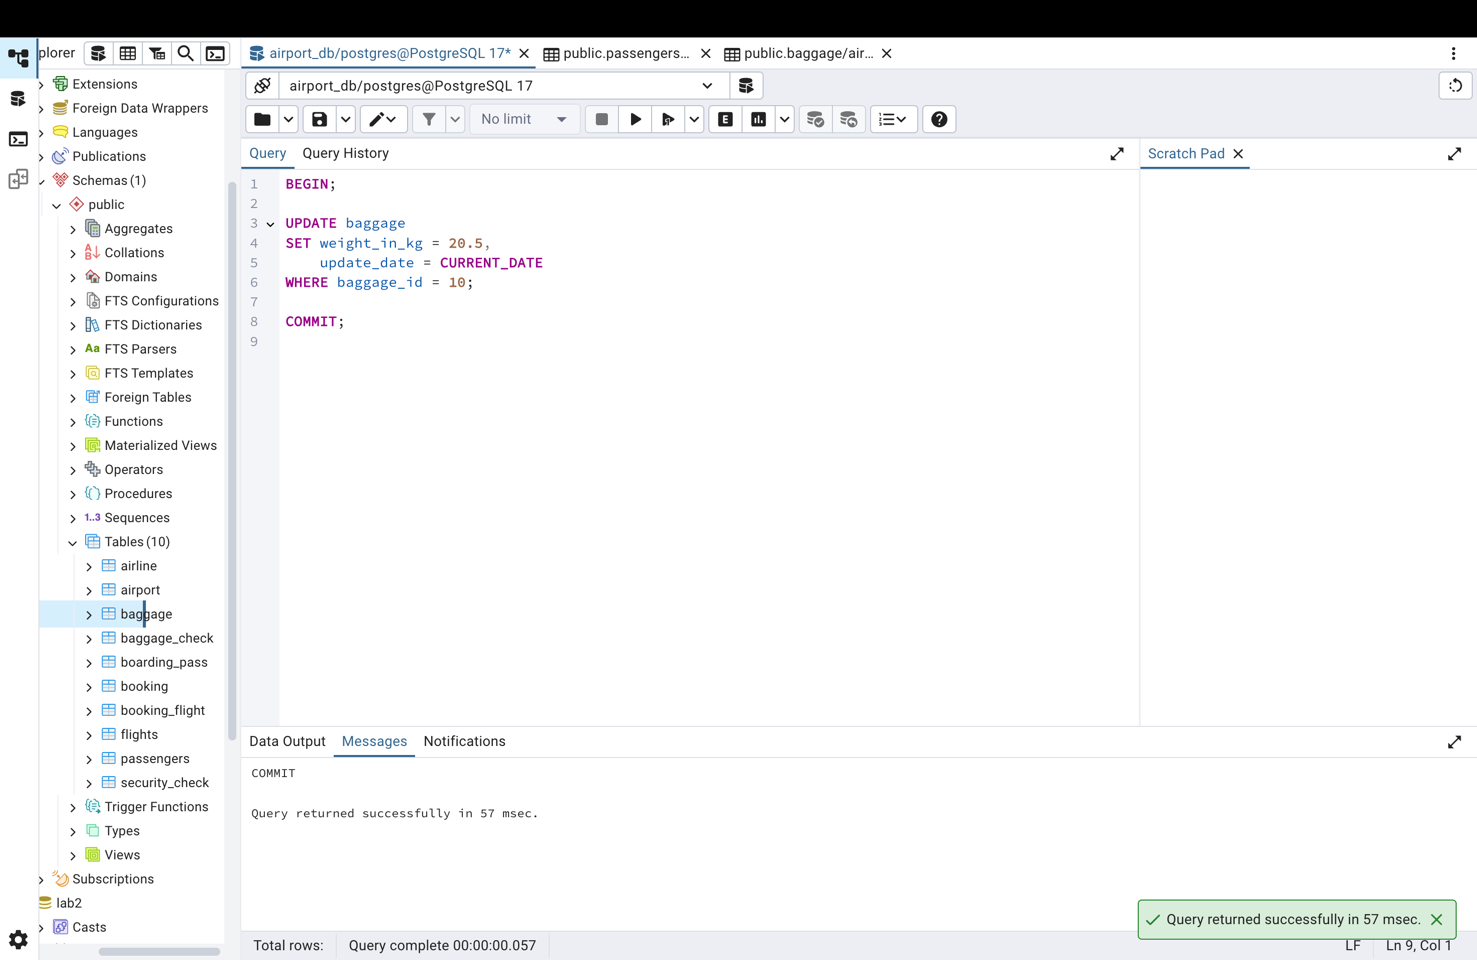 plorer
airport_db/postgres@PostgreSQL 17*
public.passengers...
public.baggage/air...
airport_db/postgres@PostgreSQL 17
No limit
E
Query
Query History
Scratch Pad
Extensions
Foreign Data Wrappers
Languages
Publications
Schemas (1)
public
Aggregates
Collations
Domains
FTS Configurations
FTS Dictionaries
Aa FTS Parsers
FTS Templates
Foreign Tables
Functions
Materialized Views
Operators
Procedures
1..3 Sequences
Tables (10)
airline
airport
baggage
baggage_check
boarding_pass
booking
booking_flight
flights
passengers
security_check
Trigger Functions
Types
Views
Subscriptions
lab2
Casts
1 BEGIN;
2
3 UPDATE baggage
4 SET weight_in_kg = 20.5,
5 update_date = CURRENT_DATE
6 WHERE baggage_id = 10;
7
8 COMMIT;
9
Data Output
Messages
Notifications
COMMIT
Query returned successfully in 57 msec.
Query returned successfully in 57 msec.
Total rows:
Query complete 00:00:00.057
LF
Ln 9, Col 1